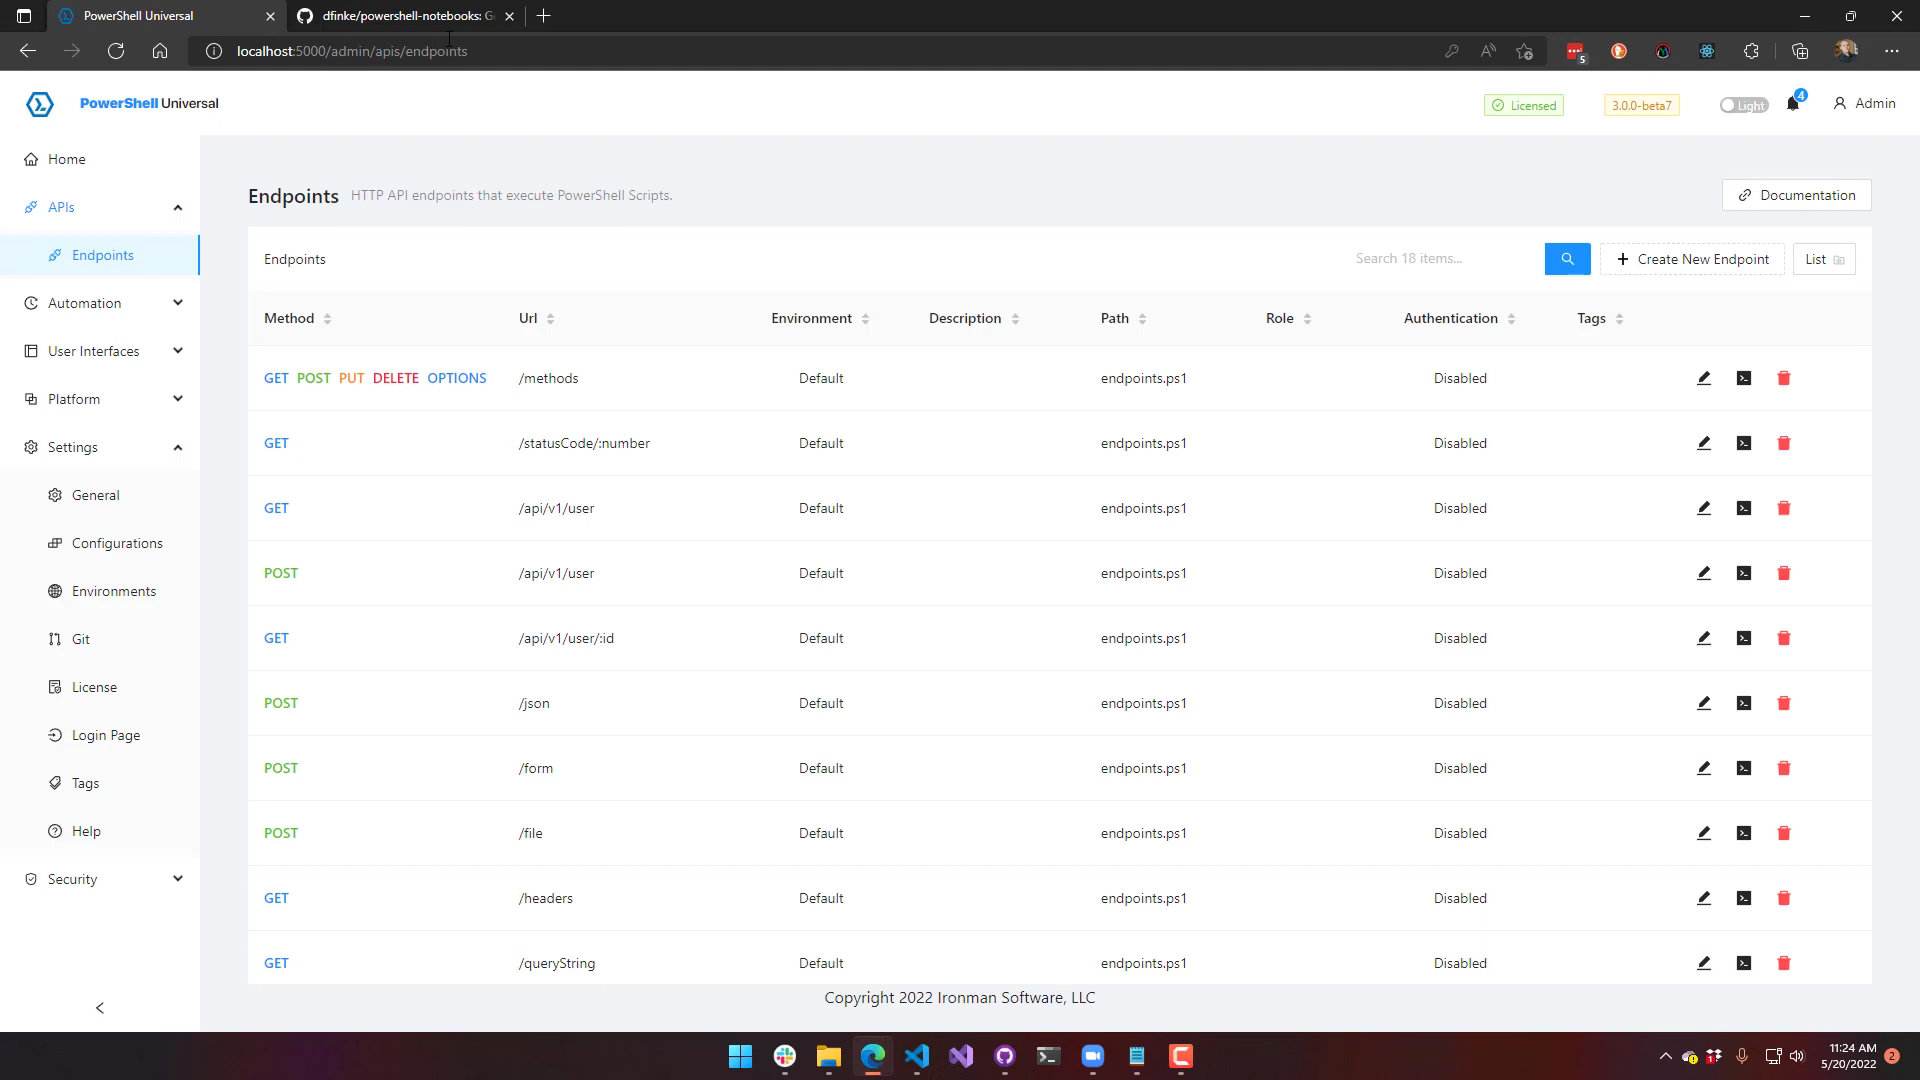 PowerShell Universal
dfinke/powershell-notebooks: G
localhost:5000/admin/apis/endpoints
5
PowerShell Universal
Licensed
3.0.0-beta7
Light
4
Admin
Home
APIs
Endpoints
Automation
User Interfaces
Platform
Settings
General
Configurations
Environments
Git
License
Login Page
Tags
Help
Security
Endpoints HTTP API endpoints that execute PowerShell Scripts.
Documentation
Endpoints
Search 18 items...
Create New Endpoint
List
Method Url Environment Description Path Role Authentication Tags
GET POST PUT DELETE OPTIONS /methods Default endpoints.ps1 Disabled
GET /statusCode/:number Default endpoints.ps1 Disabled
GET /api/v1/user Default endpoints.ps1 Disabled
POST /api/v1/user Default endpoints.ps1 Disabled
GET /api/v1/user/:id Default endpoints.ps1 Disabled
POST /json Default endpoints.ps1 Disabled
POST /form Default endpoints.ps1 Disabled
POST /file Default endpoints.ps1 Disabled
GET /headers Default endpoints.ps1 Disabled
GET /queryString Default endpoints.ps1 Disabled
Copyright 2022 Ironman Software, LLC
11:24 AM
5/20/2022
2